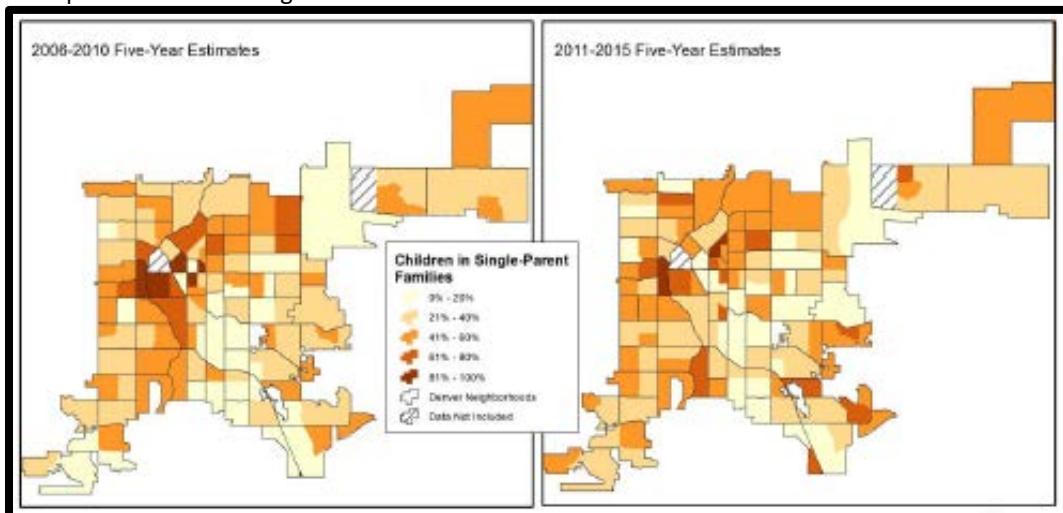 2006-2010 Five-Year Estimates
2011-2015 Five-Year Estimates
Children in Single-Parent
Families
0% - 20%
21% - 40%
41% - 60%
61% - 80%
81% - 100%
Denver Neighborhoods
Data Not Included